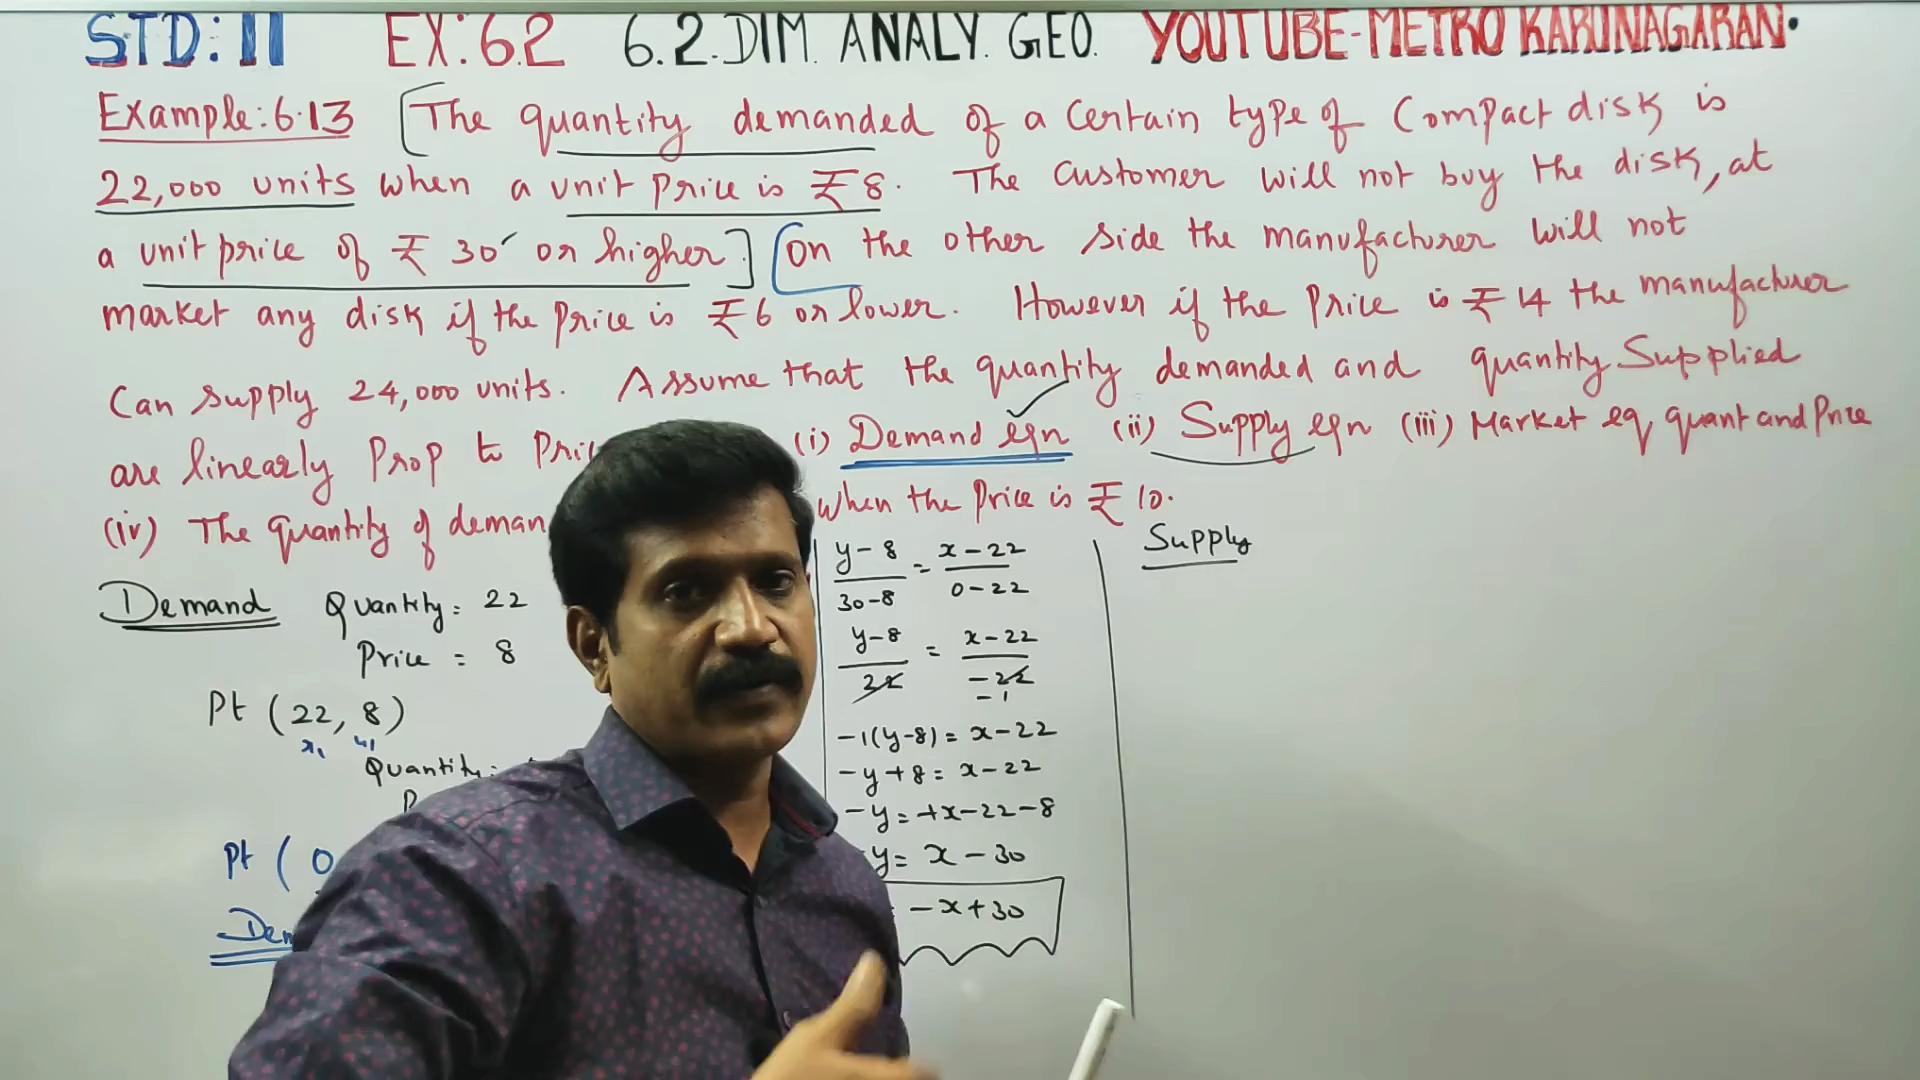 STD: 11 EX: 6.2 6.2.DIM. ANALY. GEO. YOUTUBE-METRO KARUNAGARAN.
Example: 6.13 The quantity demanded of a certain type of Compact disk is
22,000 units when a unit price is ₹ 8. The customer will not buy the disk, at
a unit price of ₹ 30 or higher. On the other side the manufacturer will not
market any disk if the price is ₹ 6 or lower. However if the price is ₹ 14 the manufacturer
Can supply 24,000 units. Assume that the quantity demanded and quantity Supplied
are linearly Prop to (i) Demand eqn (ii) Supply eqn (iii) Market eq quant and Price
(iv) The quantity of when the Price is ₹ 10.
Demand Quantity = 22
Price = 8
Pt (22, 8)
x1 y1
Quantity =
Pt ( 0
y-8 / 30-8 = x-22 / 0-22
y-8 / 22 = x-22 / -22
-1
-1(y-8) = x-22
-y+8 = x-22
-y = +x-22-8
y = x-30
-x+30
Supply